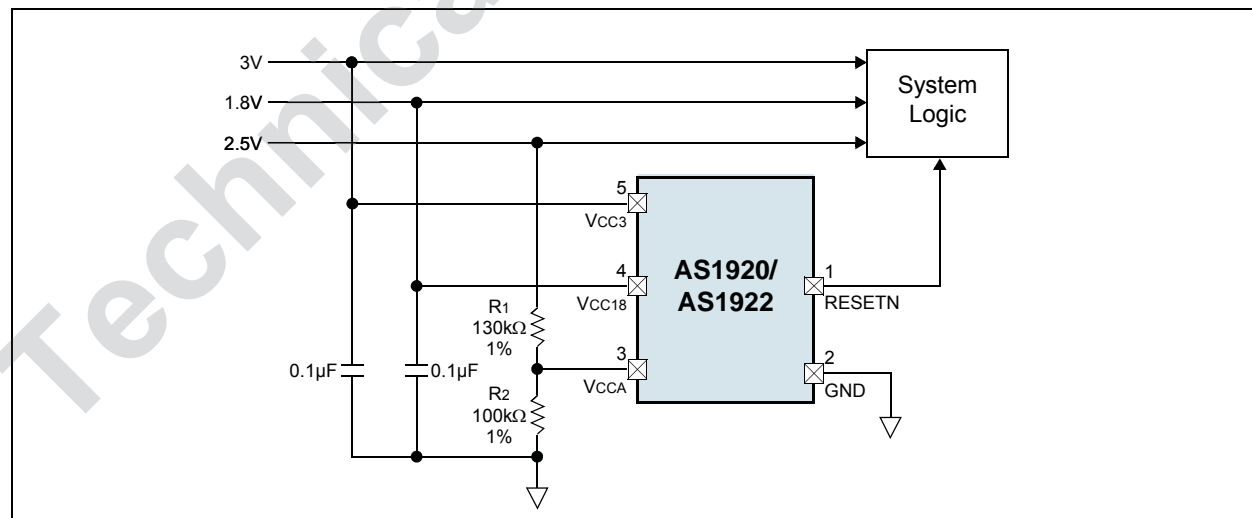 Technica
3V
1.8V
2.5V
System
Logic
5
VCC3
4
VCC18
AS1920/
AS1922
1
RESETN
R1
130kΩ
1%
3
VCCA
2
GND
0.1µF
0.1µF
R2
100kΩ
1%